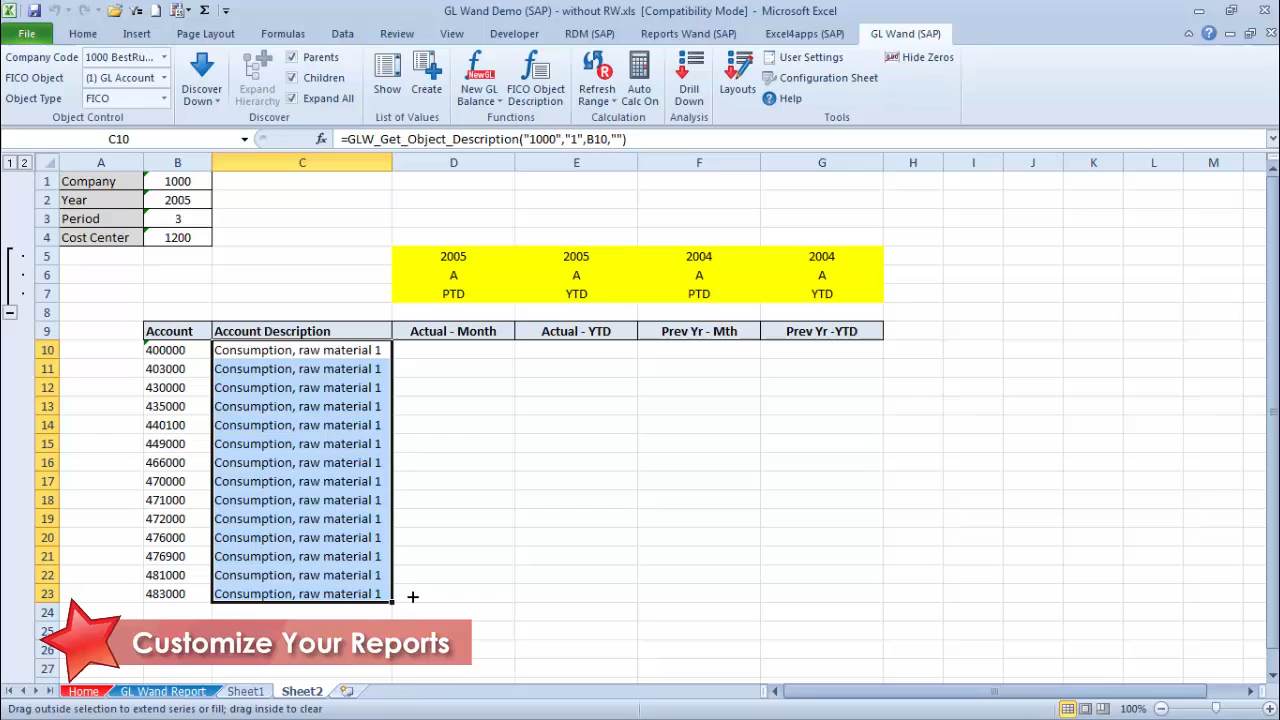 GL Wand Demo (SAP) - without RW.xls [Compatibility Mode] - Microsoft Excel
File Home Insert Page Layout Formulas Data Review View Developer RDM (SAP) Reports Wand (SAP) Excel4apps (SAP) GL Wand (SAP)
Company Code 1000 BestRu... Parents User Settings Hide Zeros
FICO Object (1) GL Account Children Configuration Sheet
Object Type FICO Expand All Help
Discover Down Expand Hierarchy Show Create New GL Balance FICO Object Description Refresh Range Auto Calc On Drill Down Layouts
Object Control Discover List of Values Functions Calculation Analysis Tools
C10 fx =GLW_Get_Object_Description("1000","1",B10,"")
1 2 A B C D E F G H I J K L M
1 Company 1000
2 Year 2005
3 Period 3
4 Cost Center 1200
5 2005 2005 2004 2004
6 A A A A
7 PTD YTD PTD YTD
8
9 Account Account Description Actual - Month Actual - YTD Prev Yr - Mth Prev Yr -YTD
10 400000 Consumption, raw material 1
11 403000 Consumption, raw material 1
12 430000 Consumption, raw material 1
13 435000 Consumption, raw material 1
14 440100 Consumption, raw material 1
15 449000 Consumption, raw material 1
16 466000 Consumption, raw material 1
17 470000 Consumption, raw material 1
18 471000 Consumption, raw material 1
19 472000 Consumption, raw material 1
20 476000 Consumption, raw material 1
21 476900 Consumption, raw material 1
22 481000 Consumption, raw material 1
23 483000 Consumption, raw material 1
24
25
Customize Your Reports
26
27
Home GL Wand Report Sheet1 Sheet2
Drag outside selection to extend series or fill; drag inside to clear 100%